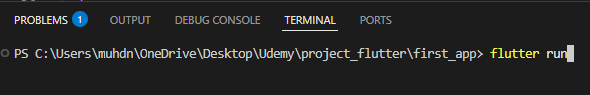 PROBLEMS 1 OUTPUT DEBUG CONSOLE TERMINAL PORTS
PS C:\Users\muhdn\OneDrive\Desktop\Udemy\project_flutter\first_app> flutter run